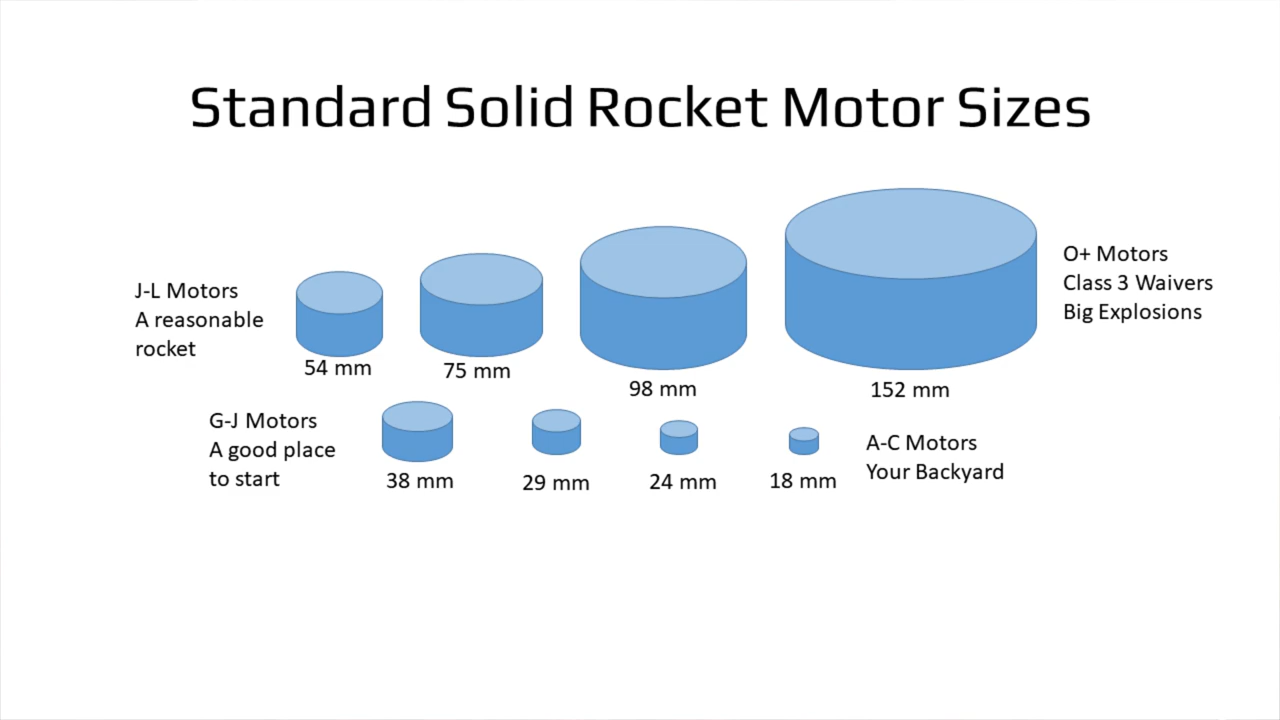 Standard Solid Rocket Motor Sizes
J-L Motors
A reasonable
rocket
54 mm
75 mm
98 mm
152 mm
O+ Motors
Class 3 Waivers
Big Explosions
G-J Motors
A good place
to start
38 mm
29 mm
24 mm
18 mm
A-C Motors
Your Backyard